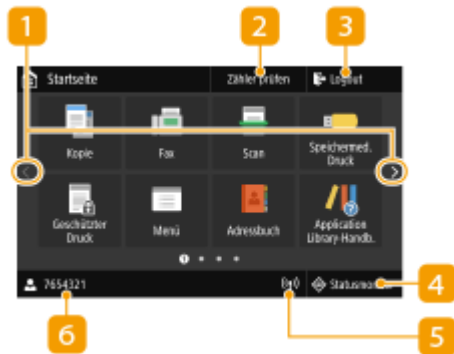 1
2
3
Startseite
Zähler prüfen
Logout
Kopie
Fax
Scan
Speichermed.
Druck
Geschützter
Druck
Menü
Adressbuch
Application
Library-Handb.
1
7654321
4
5
6